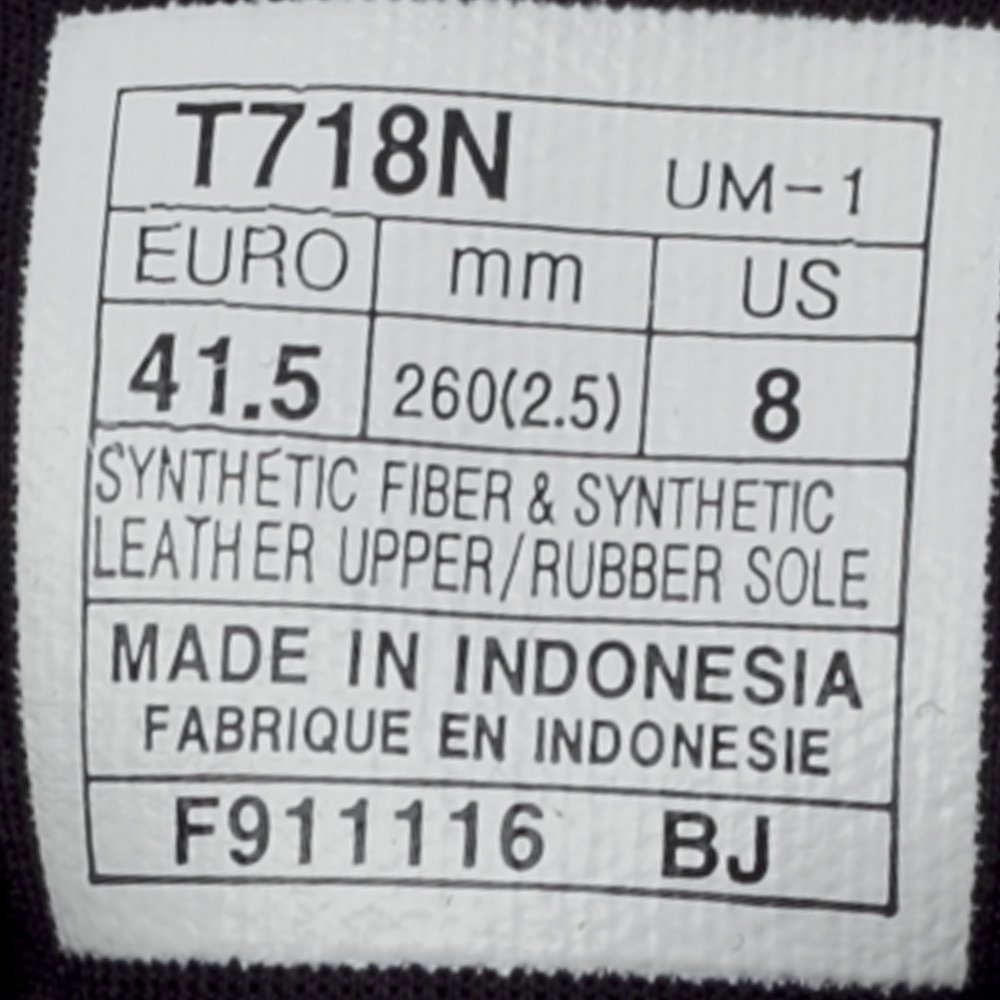 T718N UM-1
EURO mm US
41.5 260(2.5) 8
SYNTHETIC FIBER & SYNTHETIC
LEATHER UPPER/RUBBER SOLE
MADE IN INDONESIA
FABRIQUE EN INDONESIE
F911116 BJ